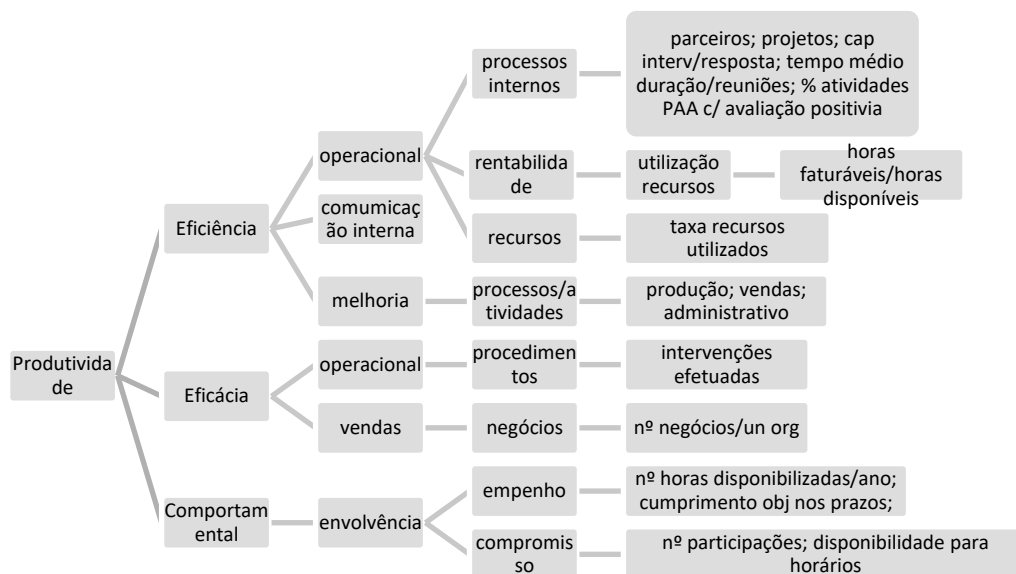 parceiros; projetos; cap
interv/resposta; tempo médio
duração/reuniões; % atividades
PAA c/ avaliação positivia
processos
internos
operacional
rentabilida
de
utilização
recursos
horas
faturáveis/horas
disponíveis
Eficiência
comumicaç
ão interna
recursos
taxa recursos
utilizados
melhoria
processos/a
tividades
produção; vendas;
administrativo
Produtivida
de
Eficácia
operacional
procedimen
tos
intervenções
efetuadas
vendas
negócios
nº negócios/un org
Comportam
ental
envolvência
empenho
nº horas disponibilizadas/ano;
cumprimento obj nos prazos;
compromis
so
nº participações; disponibilidade para
horários